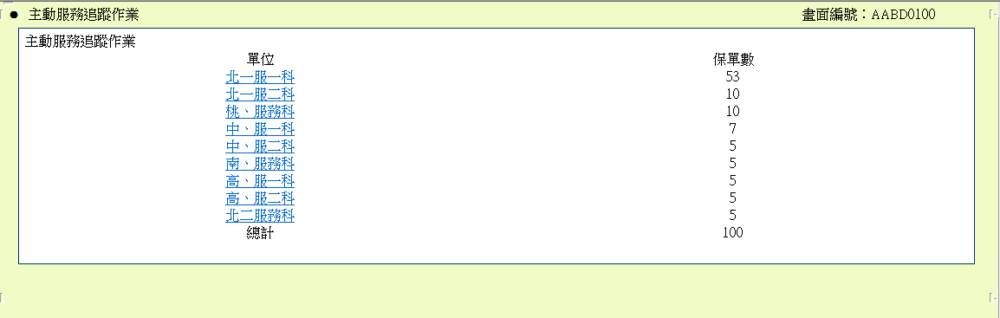 ● 主動服務追蹤作業 畫面編號：AABD0100
主動服務追蹤作業
單位 保單數
北一服一科 53
北一服二科 10
桃、服務科 10
中、服一科 7
中、服二科 5
南、服務科 5
高、服一科 5
高、服二科 5
北二服務科 5
總計 100